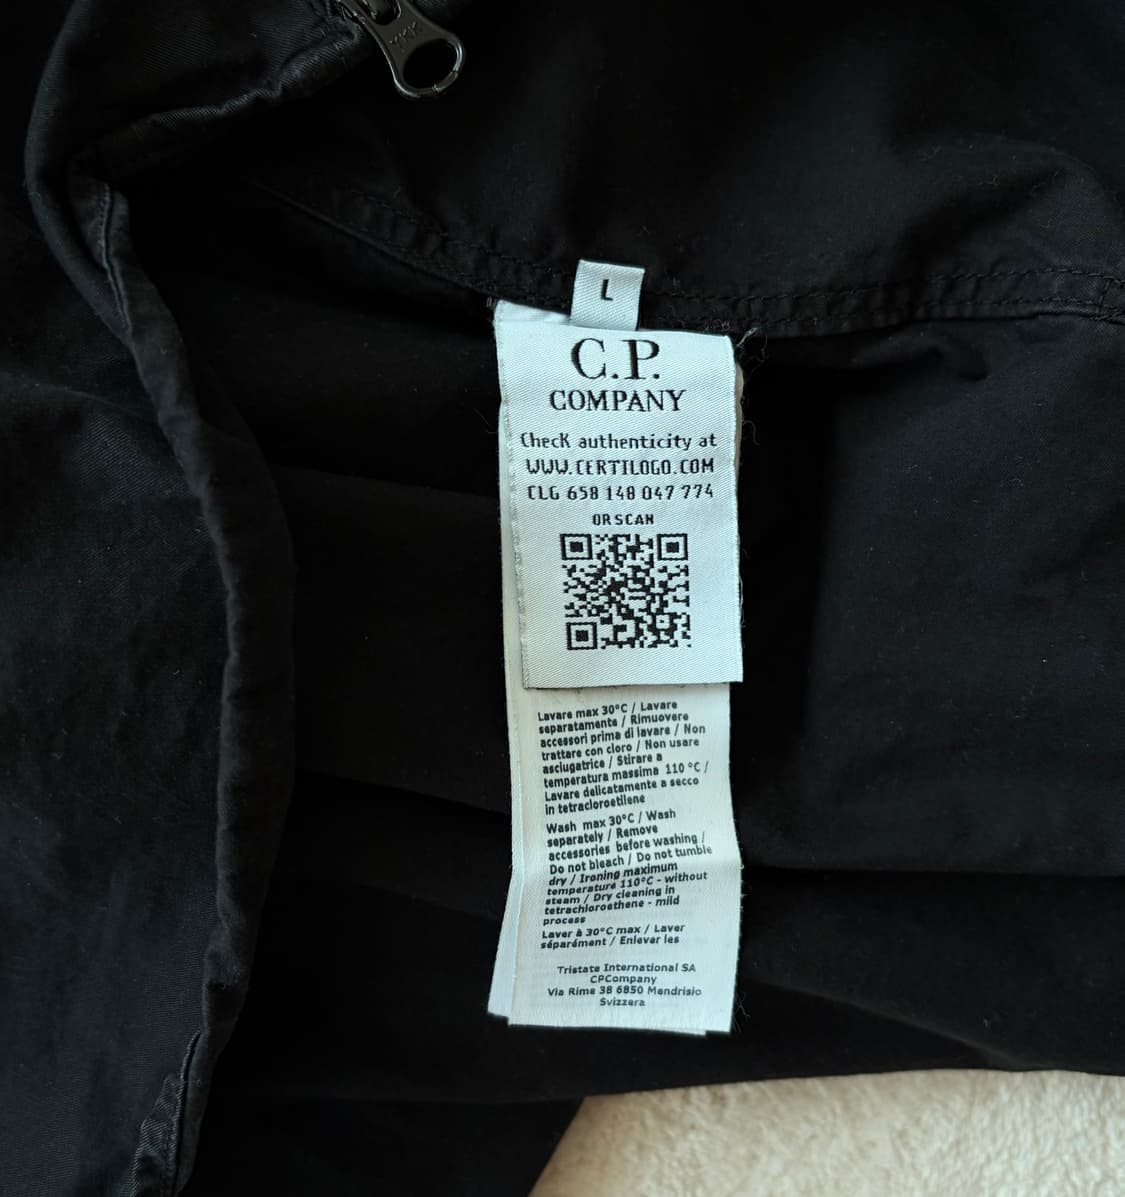 YKK
L
C.P.
COMPANY
Check authenticity at
WWW.CERTILOGO.COM
CLG 658 148 047 774
OR SCAN
Lavare max 30°C / Lavare
separatamente / Rimuovere
accessori prima di lavare / Non
trattare con cloro / Non usare
asciugatrice / Stirare a
temperatura massima 110 °C /
Lavare delicatamente a secco
in tetracloroetilene
Wash max 30°C / Wash
separately / Remove
accessories before washing /
Do not bleach / Do not tumble
dry / Ironing maximum
temperature 110°C - without
steam / Dry cleaning in
tetrachloroethene - mild
process
Laver à 30°C max / Laver
séparément / Enlever les
Tristate International SA
CPCompany
Via Rime 38 6850 Mendrisio
Svizzera